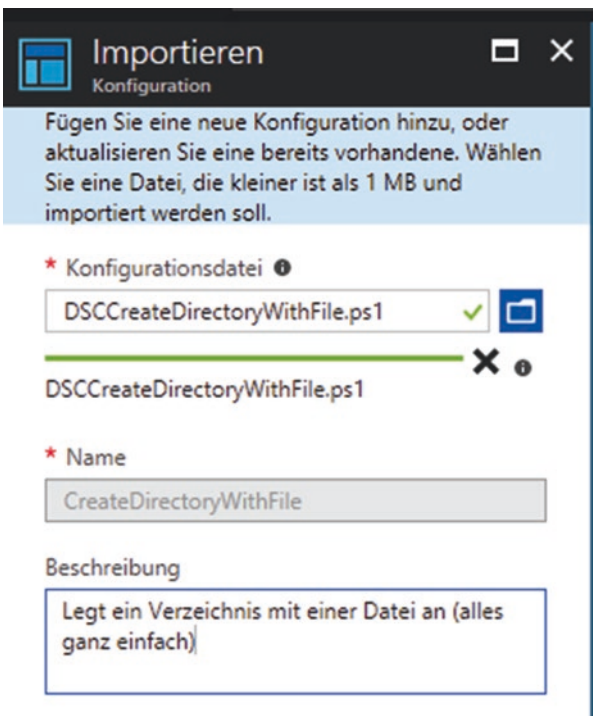 Importieren
Konfiguration
Fügen Sie eine neue Konfiguration hinzu, oder
aktualisieren Sie eine bereits vorhandene. Wählen
Sie eine Datei, die kleiner ist als 1 MB und
importiert werden soll.
* Konfigurationsdatei
DSCCreateDirectoryWithFile.ps1
DSCCreateDirectoryWithFile.ps1
* Name
CreateDirectoryWithFile
Beschreibung
Legt ein Verzeichnis mit einer Datei an (alles
ganz einfach)